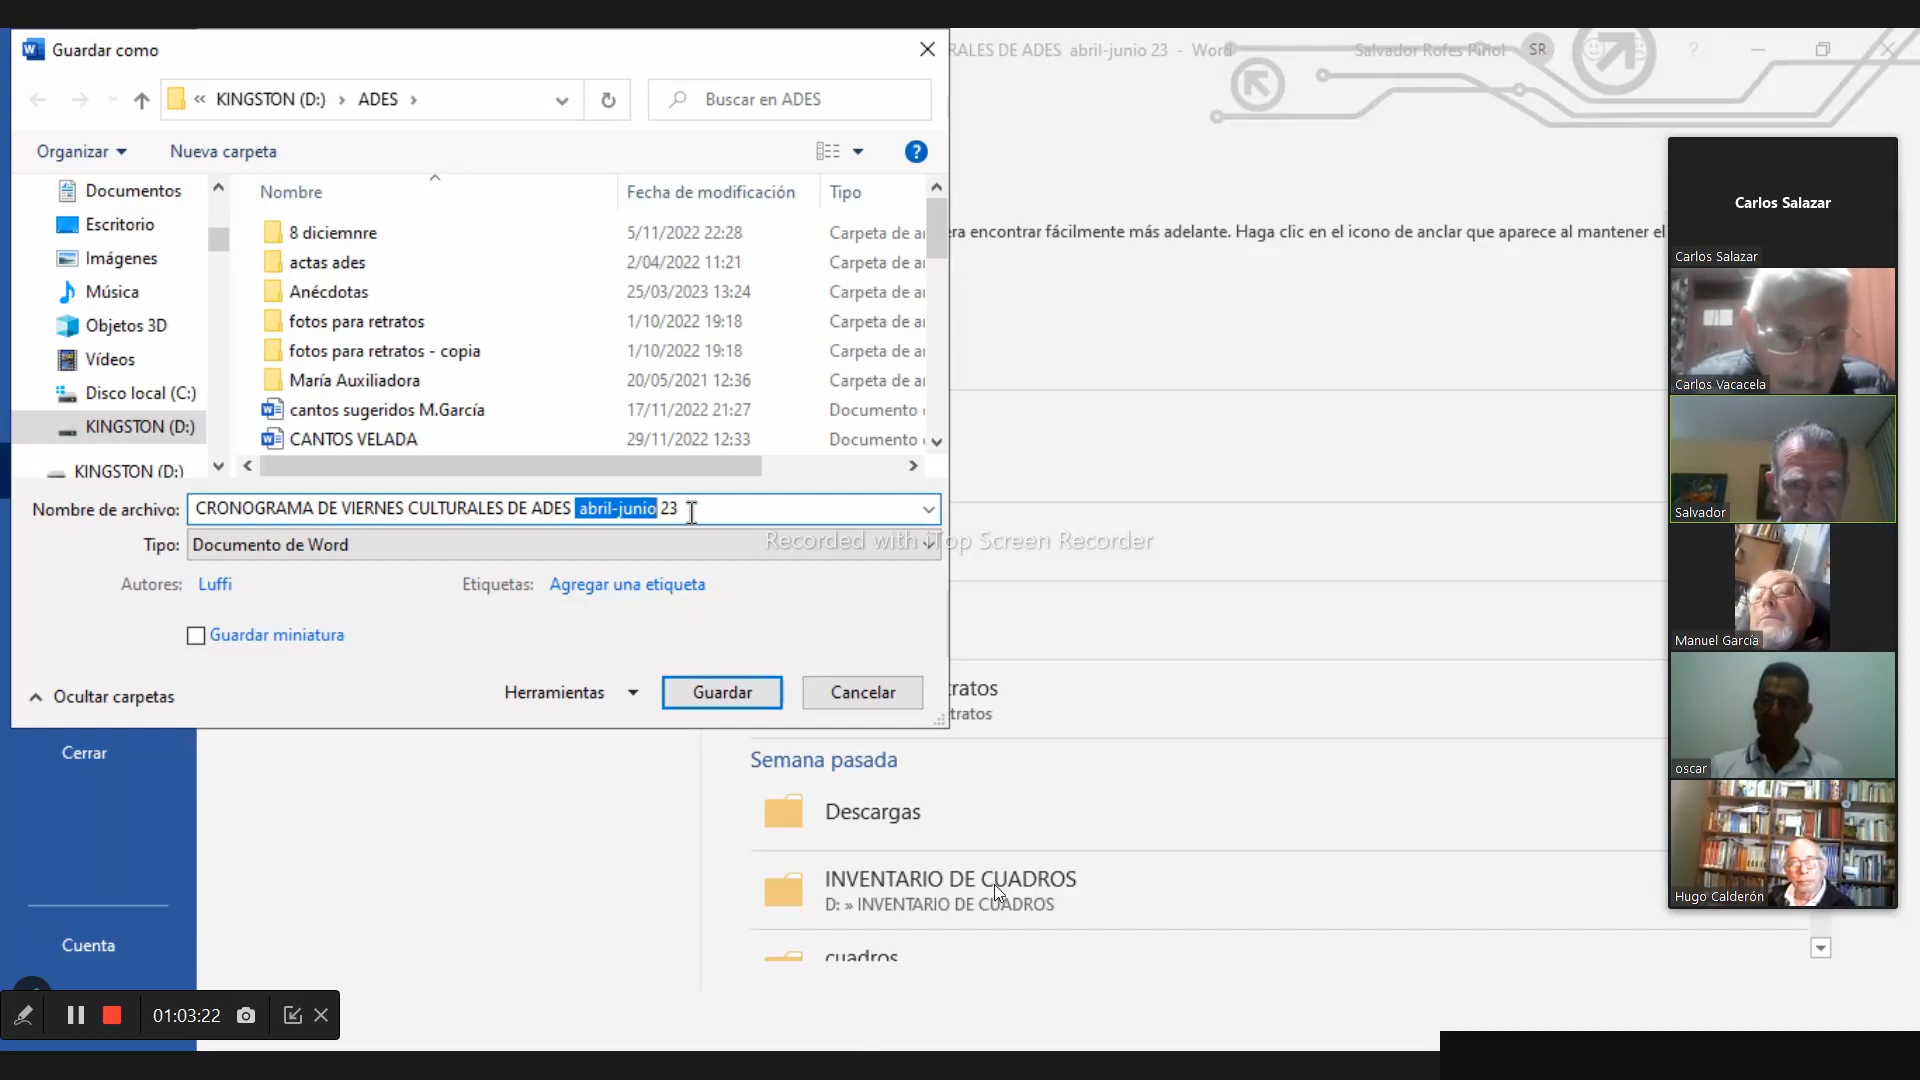 Guardar como
RALES DE ADES abril-junio 23 - Word
Salvador Rofes Piñol
SR
« KINGSTON (D:) › ADES ›
Buscar en ADES
Organizar
Nueva carpeta
Documentos
Escritorio
Imágenes
Música
Objetos 3D
Vídeos
Disco local (C:)
KINGSTON (D:)
KINGSTON (D:)
Nombre Fecha de modificación Tipo
8 diciemnre 5/11/2022 22:28 Carpeta de ar
actas ades 2/04/2022 11:21 Carpeta de ar
Anécdotas 25/03/2023 13:24 Carpeta de ar
fotos para retratos 1/10/2022 19:18 Carpeta de ar
fotos para retratos - copia 1/10/2022 19:18 Carpeta de ar
María Auxiliadora 20/05/2021 12:36 Carpeta de ar
cantos sugeridos M.García 17/11/2022 21:27 Documento
CANTOS VELADA 29/11/2022 12:33 Documento
Nombre de archivo: CRONOGRAMA DE VIERNES CULTURALES DE ADES abril-junio 23
Tipo: Documento de Word
Autores: Luffi
Etiquetas: Agregar una etiqueta
Guardar miniatura
Ocultar carpetas
Herramientas
Guardar
Cancelar
era encontrar fácilmente más adelante. Haga clic en el icono de anclar que aparece al mantener el
Recorded with iTop Screen Recorder
tratos
tratos
Semana pasada
Descargas
INVENTARIO DE CUADROS
D: » INVENTARIO DE CUADROS
cuadros
Cerrar
Cuenta
01:03:22
Carlos Salazar
Carlos Salazar
Carlos Vacacela
Salvador
Manuel García
oscar
Hugo Calderón